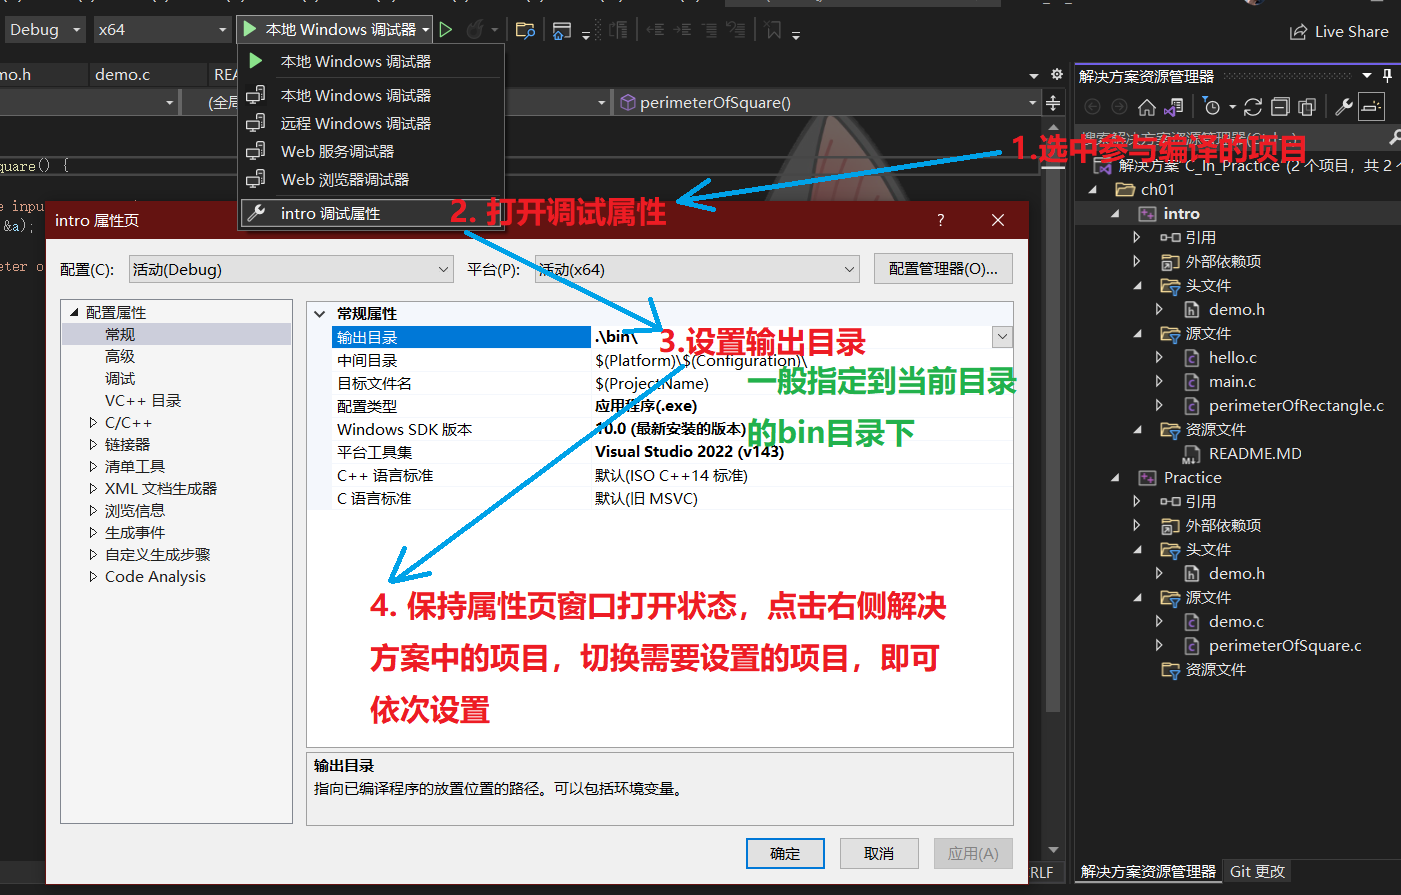 Debug
x64
本地 Windows 调试器
Live Share
本地 Windows 调试器
本地 Windows 调试器
远程 Windows 调试器
Web 服务调试器
Web 浏览器调试器
intro 调试属性
mo.h
demo.c
REA
(全局
perimeterOfSquare()
quare() {
e inpu
&a);
eter o
RLF
1.选中参与编译的项目
2. 打开调试属性
3.设置输出目录
一般指定到当前目录
的bin目录下
4. 保持属性页窗口打开状态，点击右侧解决
方案中的项目，切换需要设置的项目，即可
依次设置
intro 属性页
?
配置(C):
活动(Debug)
平台(P):
活动(x64)
配置管理器(O)...
配置属性
常规
高级
调试
VC++ 目录
C/C++
链接器
清单工具
XML 文档生成器
浏览信息
生成事件
自定义生成步骤
Code Analysis
常规属性
输出目录 .\bin\
中间目录 $(Platform)\$(Configuration)\
目标文件名 $(ProjectName)
配置类型 应用程序(.exe)
Windows SDK 版本 10.0 (最新安装的版本)
平台工具集 Visual Studio 2022 (v143)
C++ 语言标准 默认(ISO C++14 标准)
C 语言标准 默认(旧 MSVC)
输出目录
指向已编译程序的放置位置的路径。可以包括环境变量。
确定
取消
应用(A)
解决方案资源管理器
搜索解决方案资源管理器(Ctrl+;)
解决方案"C_In_Practice"(2 个项目，共 2
ch01
intro
引用
外部依赖项
头文件
demo.h
源文件
hello.c
main.c
perimeterOfRectangle.c
资源文件
README.MD
Practice
引用
外部依赖项
头文件
demo.h
源文件
demo.c
perimeterOfSquare.c
资源文件
解决方案资源管理器
Git 更改